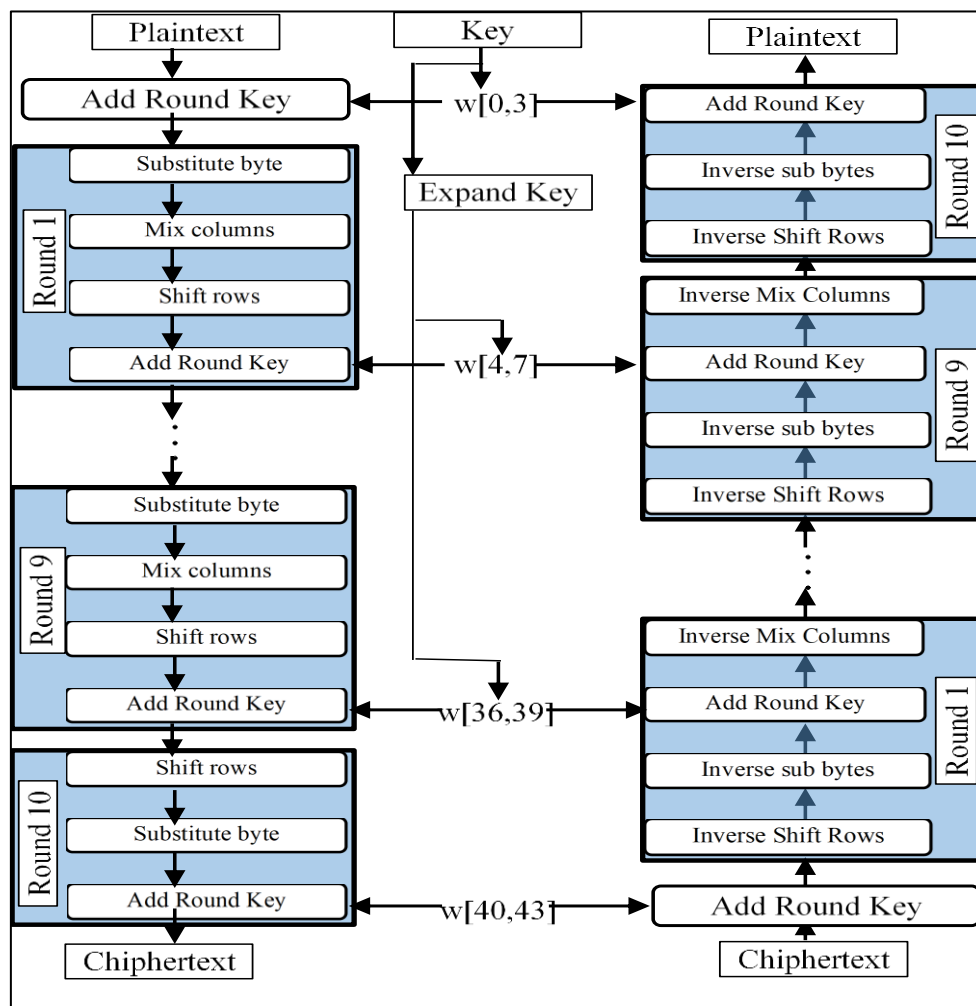 Plaintext
Add Round Key
Round 1
Substitute byte
Mix columns
Shift rows
Add Round Key
Round 9
Substitute byte
Mix columns
Shift rows
Add Round Key
Round 10
Shift rows
Substitute byte
Add Round Key
Chiphertext
Key
w[0,3]
Expand Key
w[4,7]
w[36,39]
w[40,43]
Plaintext
Add Round Key
Inverse sub bytes
Inverse Shift Rows
Round 10
Inverse Mix Columns
Add Round Key
Inverse sub bytes
Inverse Shift Rows
Round 9
Inverse Mix Columns
Add Round Key
Inverse sub bytes
Inverse Shift Rows
Round 1
Add Round Key
Chiphertext